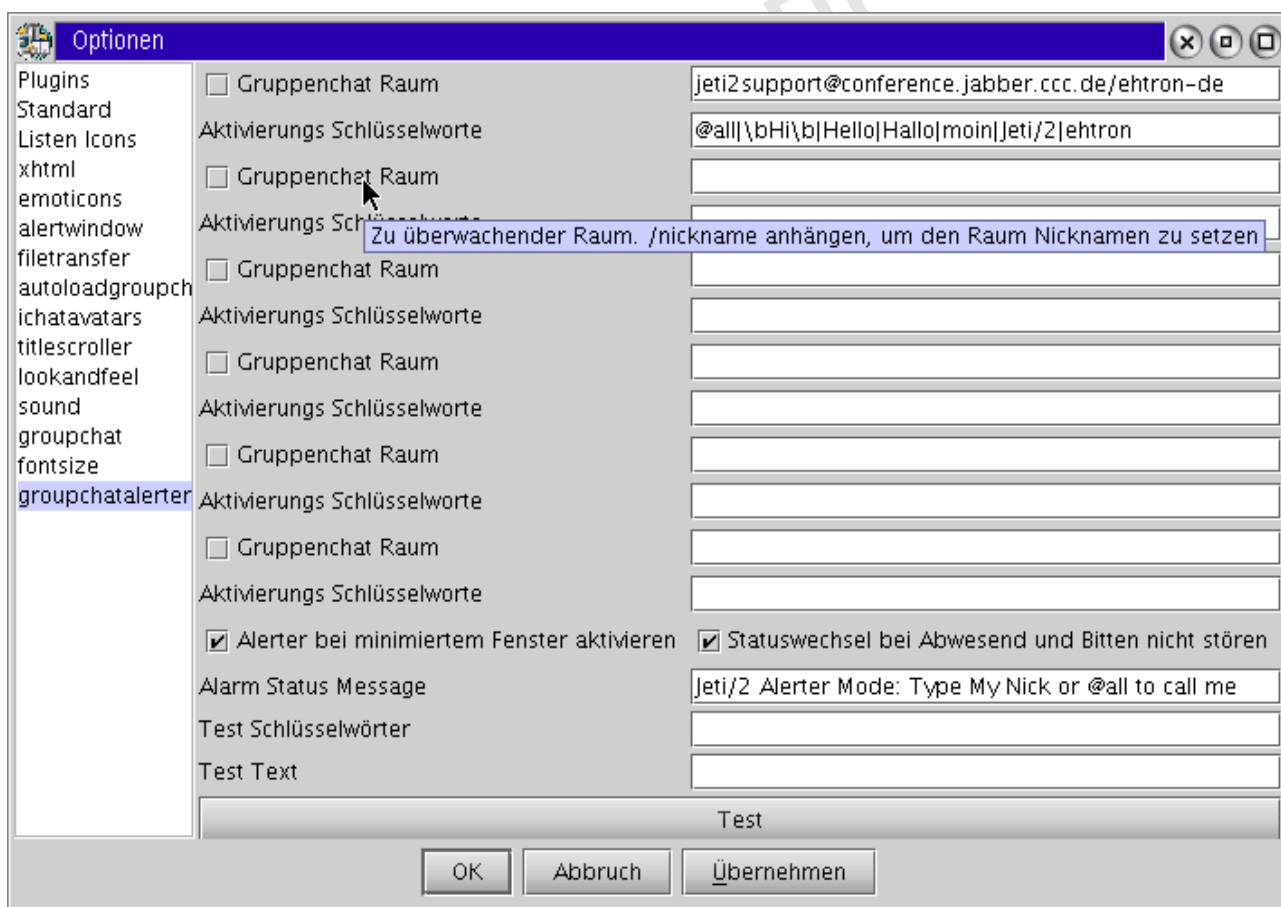 Optionen
Plugins
Standard
Listen Icons
xhtml
emoticons
alertwindow
filetransfer
autoloadgroupch
ichatavatars
titlescroller
lookandfeel
sound
groupchat
fontsize
groupchatalerter
Gruppenchat Raum jeti2support@conference.jabber.ccc.de/ehtron-de
Aktivierungs Schlüsselworte @all|\bHi\b|Hello|Hallo|moin|Jeti/2|ehtron
Gruppenchat Raum
Aktivierungs Schlüsselworte
Zu überwachender Raum. /nickname anhängen, um den Raum Nicknamen zu setzen
Gruppenchat Raum
Aktivierungs Schlüsselworte
Gruppenchat Raum
Aktivierungs Schlüsselworte
Gruppenchat Raum
Aktivierungs Schlüsselworte
Gruppenchat Raum
Aktivierungs Schlüsselworte
Alerter bei minimiertem Fenster aktivieren Statuswechsel bei Abwesend und Bitten nicht stören
Alarm Status Message Jeti/2 Alerter Mode: Type My Nick or @all to call me
Test Schlüsselwörter
Test Text
Test
OK Abbruch Übernehmen